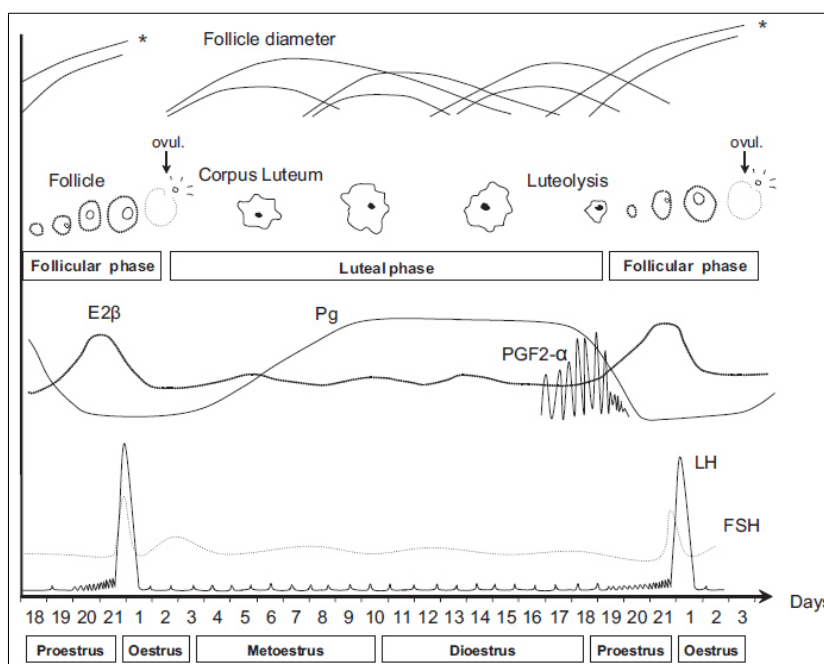 *
Follicle diameter
*
ovul.
ovul.
Follicle
Corpus Luteum
Luteolysis
Follicular phase
Luteal phase
Follicular phase
E2β
Pg
PGF2-α
LH
FSH
18 19 20 21 1 2 3 4 5 6 7 8 9 10 11 12 13 14 15 16 17 18 19 20 21 1 2 3
Days
Proestrus Oestrus Metoestrus Dioestrus Proestrus Oestrus